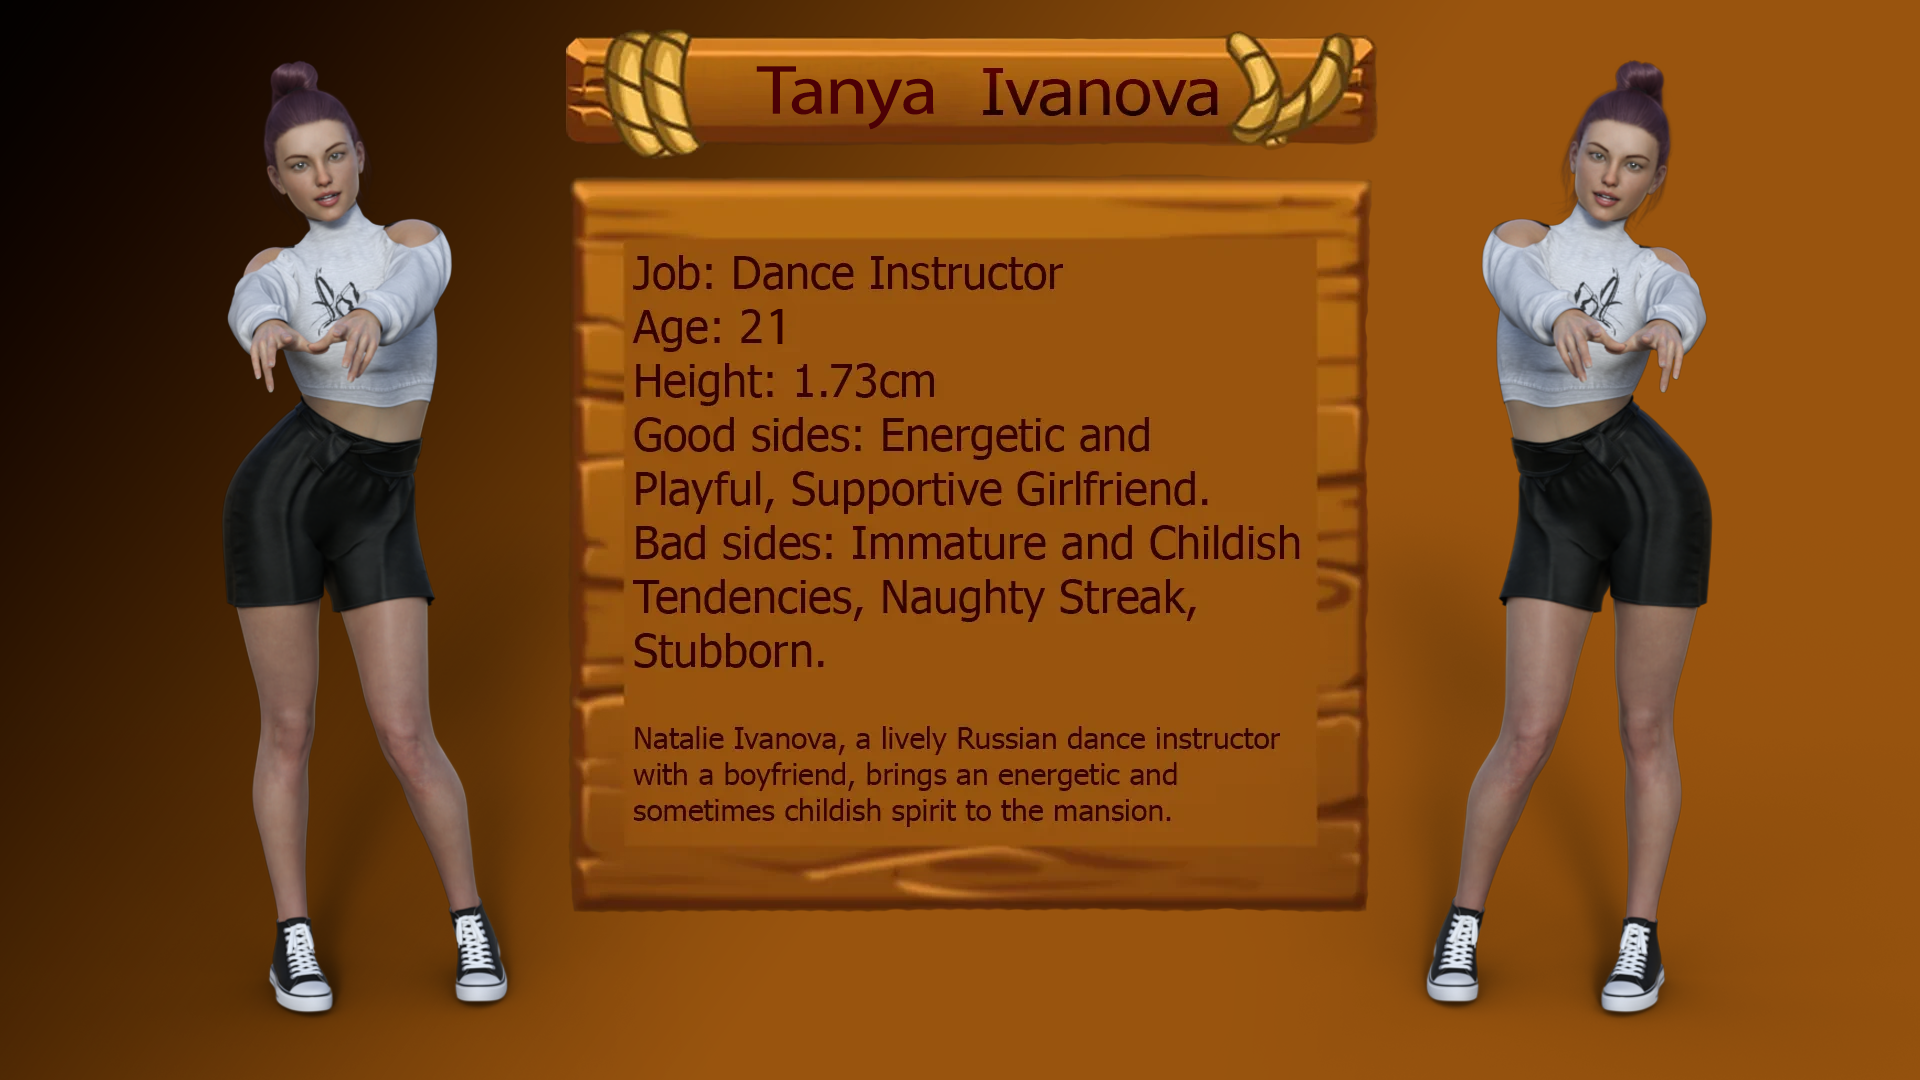 Tanya Ivanova
Job: Dance Instructor
Age: 21
Height: 1.73cm
Good sides: Energetic and
Playful, Supportive Girlfriend.
Bad sides: Immature and Childish
Tendencies, Naughty Streak,
Stubborn.
Natalie Ivanova, a lively Russian dance instructor
with a boyfriend, brings an energetic and
sometimes childish spirit to the mansion.